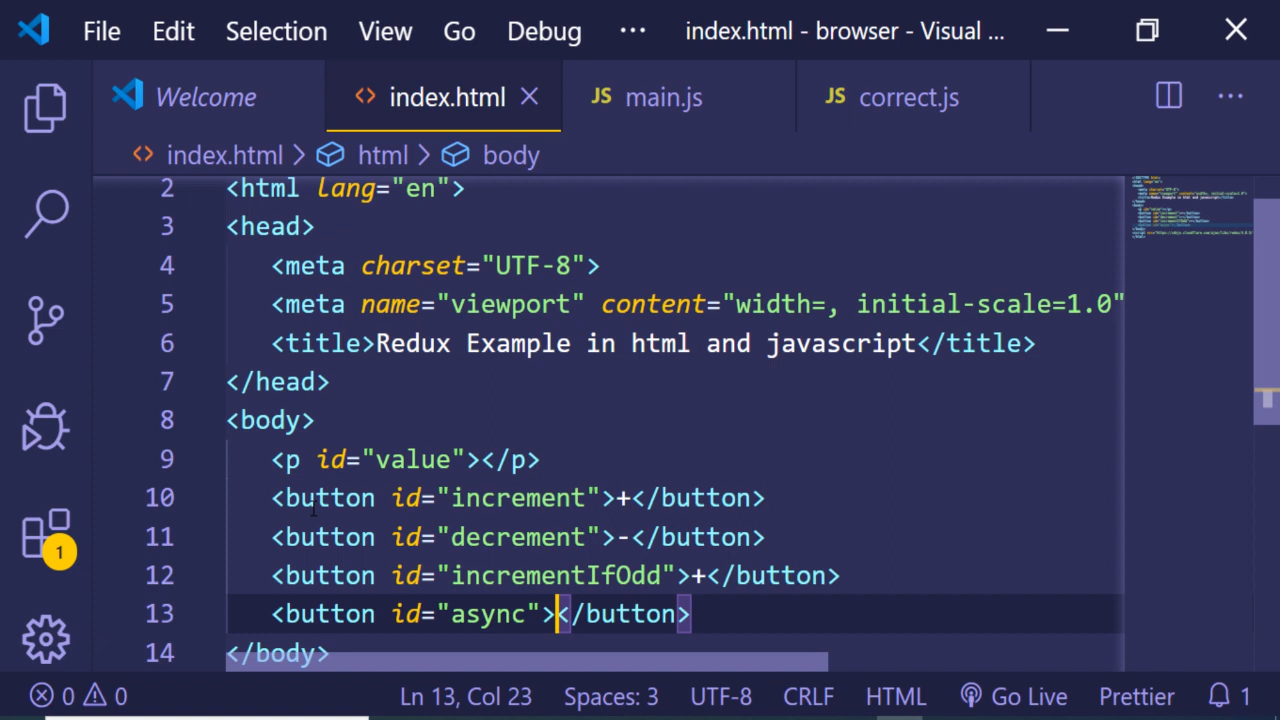 File Edit Selection View Go Debug ... index.html - browser - Visual ...
Welcome index.html JS main.js JS correct.js ...
index.html > html > body
2 <html lang="en">
3 <head>
4 <meta charset="UTF-8">
5 <meta name="viewport" content="width=, initial-scale=1.0"
6 <title>Redux Example in html and javascript</title>
7 </head>
8 <body>
9 <p id="value"></p>
10 <button id="increment">+</button>
11 <button id="decrement">-</button>
12 <button id="incrementIfOdd">+</button>
13 <button id="async"></button>
14 </body>
1
0 0 Ln 13, Col 23 Spaces: 3 UTF-8 CRLF HTML Go Live Prettier 1